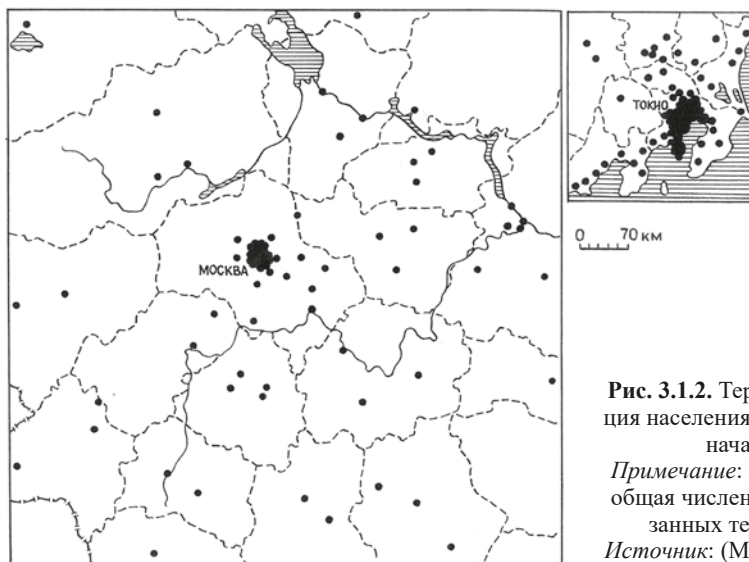 МОСКВА
ТОКИО
0 70 КМ
Рис. 3.1.2. Тер
ция населения
нача
Примечание:
общая числен
занных те
Источник: (М